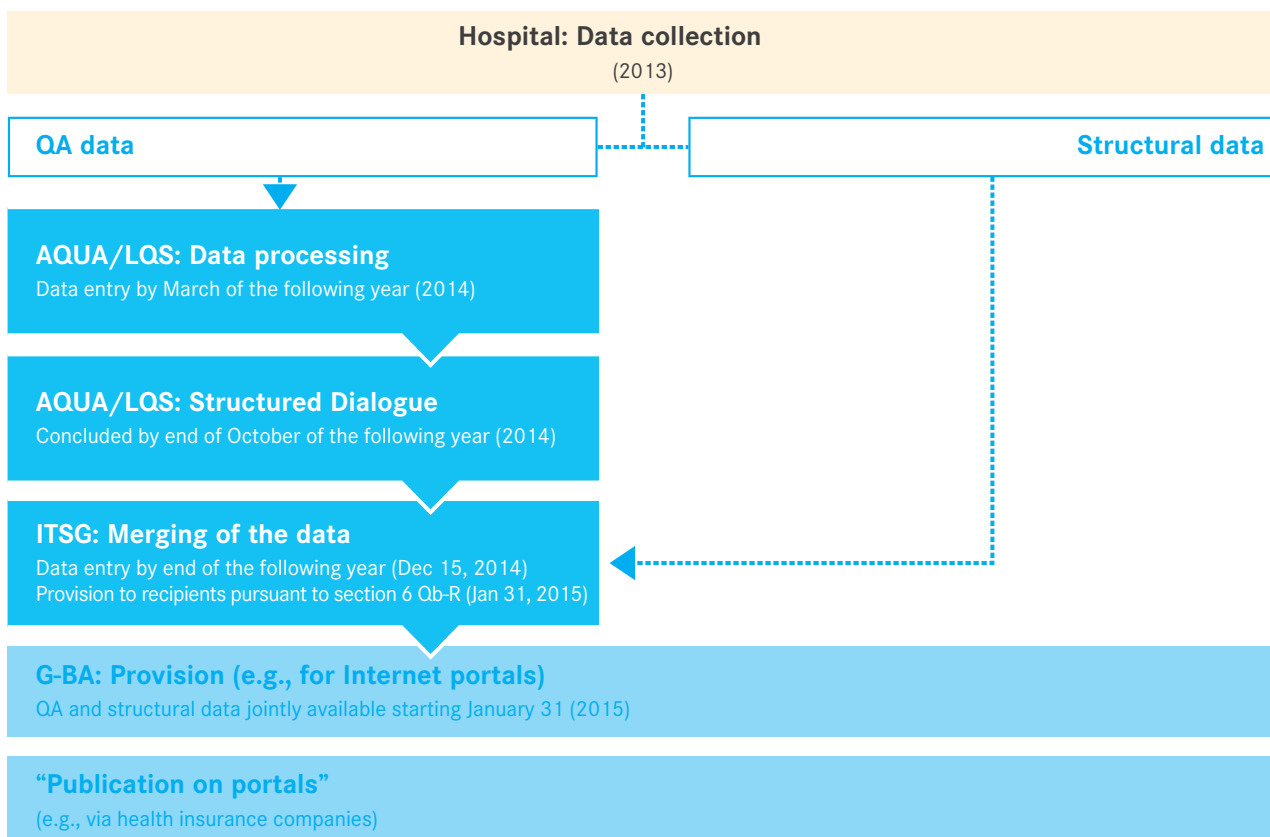 Hospital: Data collection
(2013)
QA data
Structural data
AQUA/LQS: Data processing
Data entry by March of the following year (2014)
AQUA/LQS: Structured Dialogue
Concluded by end of October of the following year (2014)
ITSG: Merging of the data
Data entry by end of the following year (Dec 15, 2014)
Provision to recipients pursuant to section 6 Qb-R (Jan 31, 2015)
G-BA: Provision (e.g., for Internet portals)
QA and structural data jointly available starting January 31 (2015)
“Publication on portals”
(e.g., via health insurance companies)